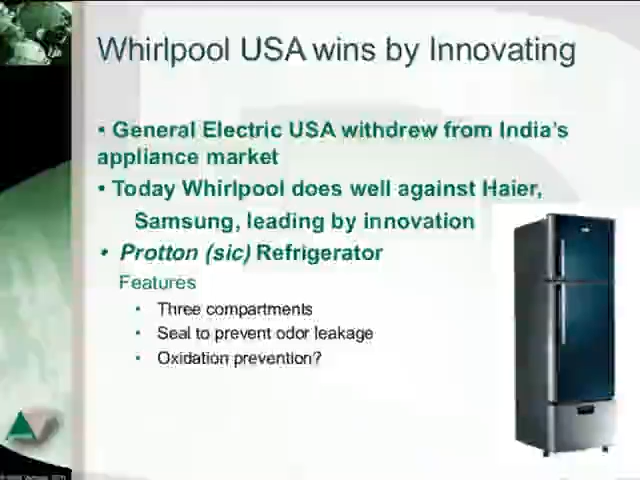 Whirlpool USA wins by Innovating
• General Electric USA withdrew from India's
appliance market
• Today Whirlpool does well against Haier,
Samsung, leading by innovation
• Protton (sic) Refrigerator
Features
• Three compartments
• Seal to prevent odor leakage
• Oxidation prevention?